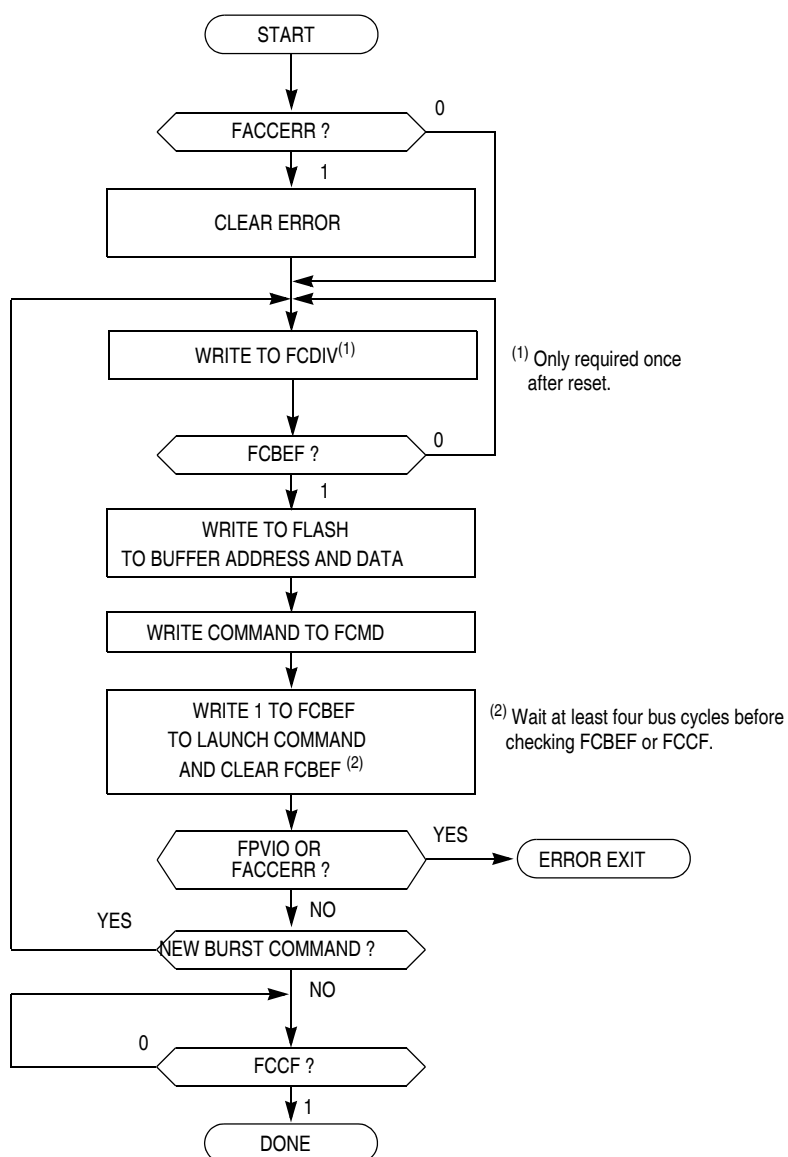 START
FACCERR ?
0
1
CLEAR ERROR
WRITE TO FCDIV(1)
(1) Only required once
after reset.
FCBEF ?
0
1
WRITE TO FLASH
TO BUFFER ADDRESS AND DATA
WRITE COMMAND TO FCMD
WRITE 1 TO FCBEF
TO LAUNCH COMMAND
AND CLEAR FCBEF (2)
(2) Wait at least four bus cycles before
checking FCBEF or FCCF.
FPVIO OR
FACCERR ?
YES
ERROR EXIT
NO
YES
NEW BURST COMMAND ?
NO
0
FCCF ?
1
DONE